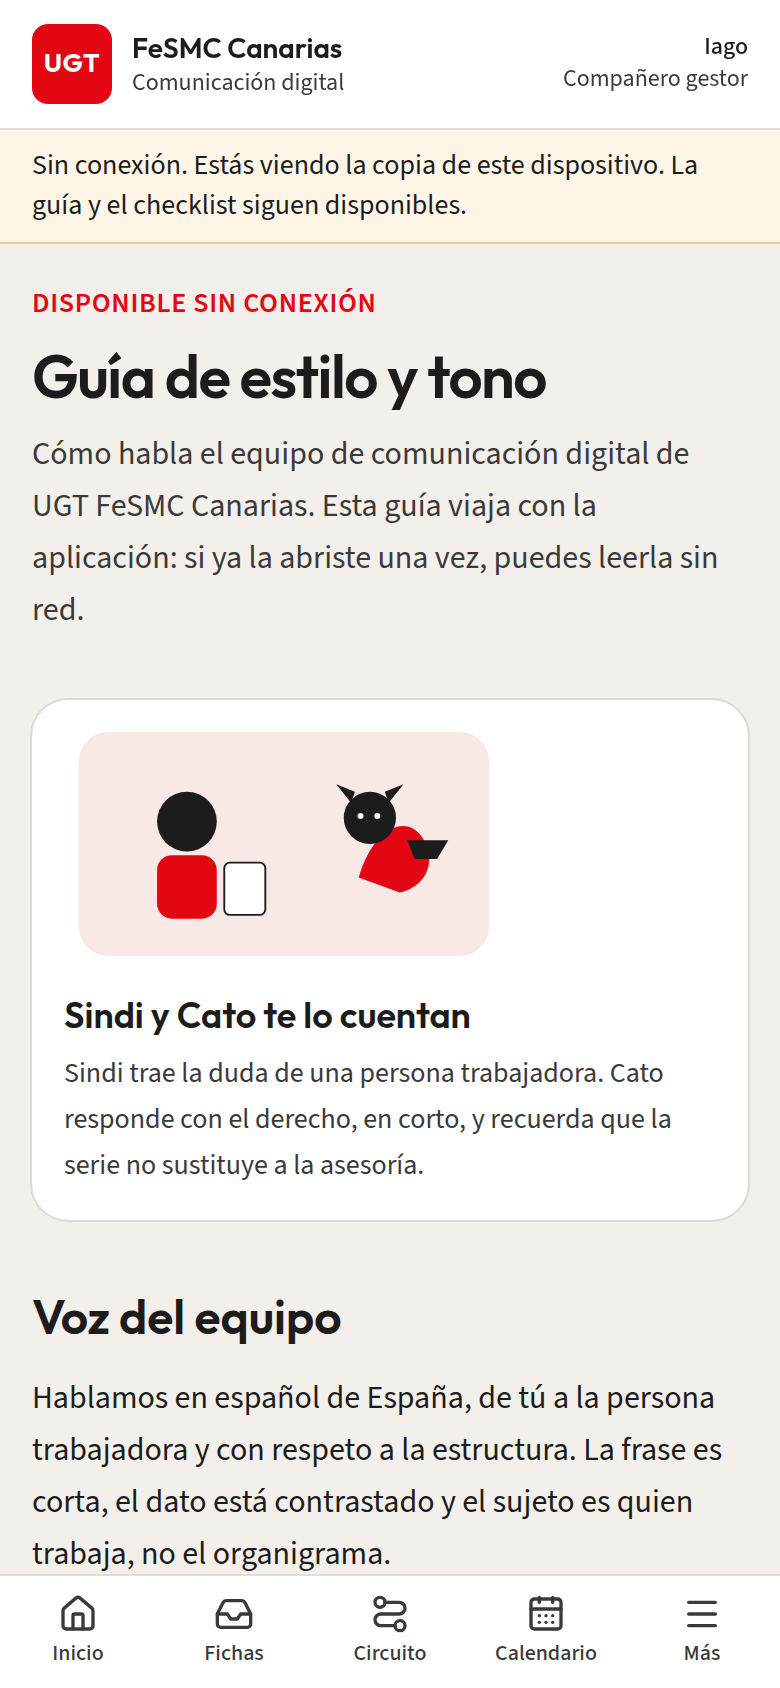 UGT
FeSMC Canarias
Comunicación digital
Iago
Compañero gestor
Sin conexión. Estás viendo la copia de este dispositivo. La
guía y el checklist siguen disponibles.
DISPONIBLE SIN CONEXIÓN
Guía de estilo y tono
Cómo habla el equipo de comunicación digital de
UGT FeSMC Canarias. Esta guía viaja con la
aplicación: si ya la abriste una vez, puedes leerla sin
red.
Sindi y Cato te lo cuentan
Sindi trae la duda de una persona trabajadora. Cato
responde con el derecho, en corto, y recuerda que la
serie no sustituye a la asesoría.
Voz del equipo
Hablamos en español de España, de tú a la persona
trabajadora y con respeto a la estructura. La frase es
corta, el dato está contrastado y el sujeto es quien
trabaja, no el organigrama.
Inicio
Fichas
Circuito
Calendario
Más